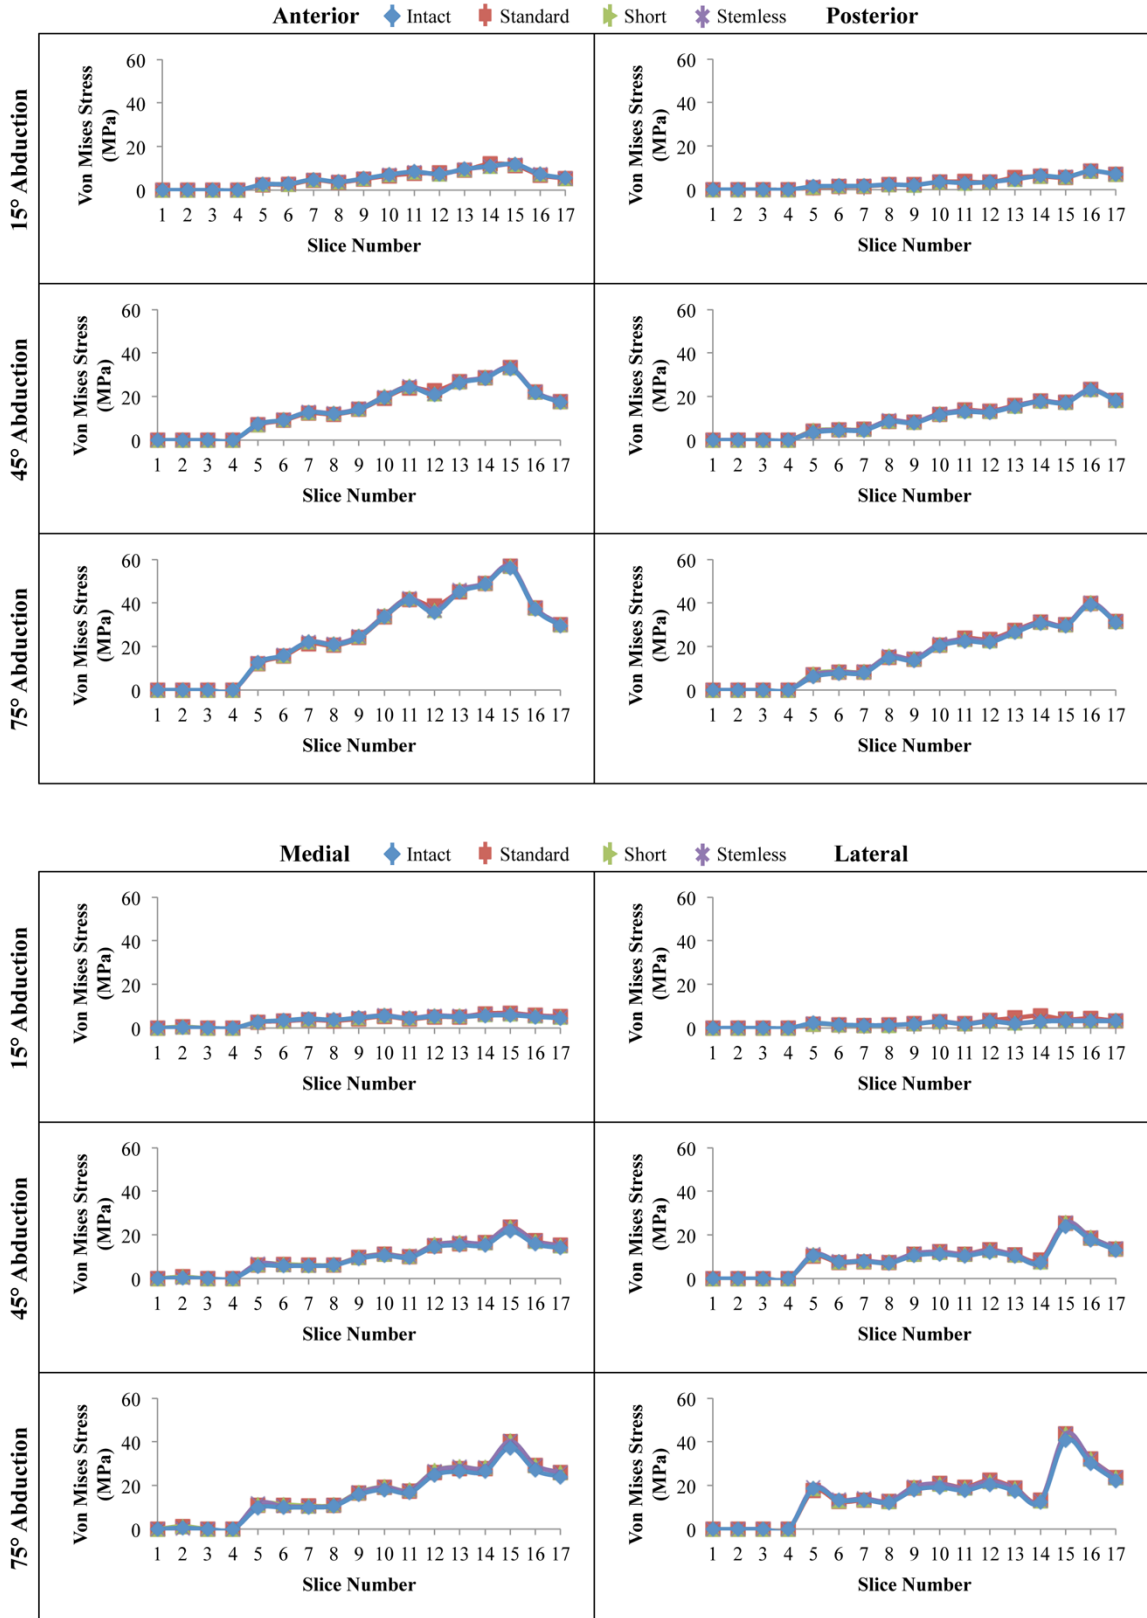 Anterior Intact Standard Short Stemless Posterior
15° Abduction
Von Mises Stress (MPa)
60
40
20
0
1 2 3 4 5 6 7 8 9 10 11 12 13 14 15 16 17
Slice Number
Von Mises Stress (MPa)
60
40
20
0
1 2 3 4 5 6 7 8 9 10 11 12 13 14 15 16 17
Slice Number
45° Abduction
Von Mises Stress (MPa)
60
40
20
0
1 2 3 4 5 6 7 8 9 10 11 12 13 14 15 16 17
Slice Number
Von Mises Stress (MPa)
60
40
20
0
1 2 3 4 5 6 7 8 9 10 11 12 13 14 15 16 17
Slice Number
75° Abduction
Von Mises Stress (MPa)
60
40
20
0
1 2 3 4 5 6 7 8 9 10 11 12 13 14 15 16 17
Slice Number
Von Mises Stress (MPa)
60
40
20
0
1 2 3 4 5 6 7 8 9 10 11 12 13 14 15 16 17
Slice Number
Medial Intact Standard Short Stemless Lateral
15° Abduction
Von Mises Stress (MPa)
60
40
20
0
1 2 3 4 5 6 7 8 9 10 11 12 13 14 15 16 17
Slice Number
Von Mises Stress (MPa)
60
40
20
0
1 2 3 4 5 6 7 8 9 10 11 12 13 14 15 16 17
Slice Number
45° Abduction
Von Mises Stress (MPa)
60
40
20
0
1 2 3 4 5 6 7 8 9 10 11 12 13 14 15 16 17
Slice Number
Von Mises Stress (MPa)
60
40
20
0
1 2 3 4 5 6 7 8 9 10 11 12 13 14 15 16 17
Slice Number
75° Abduction
Von Mises Stress (MPa)
60
40
20
0
1 2 3 4 5 6 7 8 9 10 11 12 13 14 15 16 17
Slice Number
Von Mises Stress (MPa)
60
40
20
0
1 2 3 4 5 6 7 8 9 10 11 12 13 14 15 16 17
Slice Number